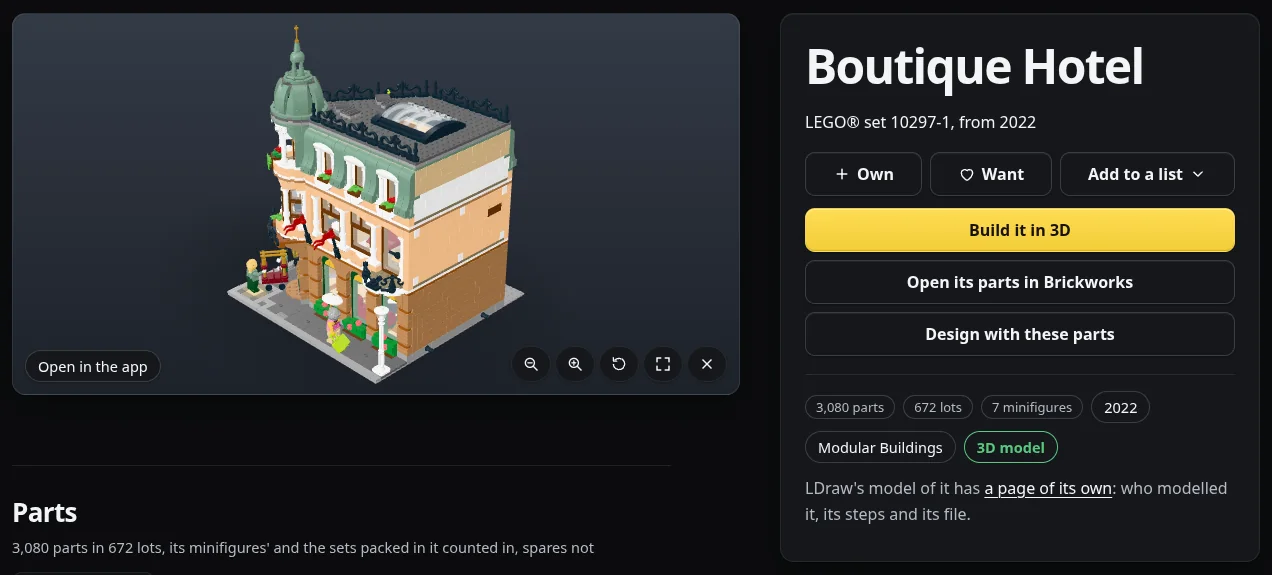 Boutique Hotel
LEGO® set 10297-1, from 2022
Own
Want
Add to a list
Build it in 3D
Open its parts in Brickworks
Design with these parts
3,080 parts
672 lots
7 minifigures
2022
Modular Buildings
3D model
LDraw's model of it has a page of its own: who modelled
it, its steps and its file.
Open in the app
Parts
3,080 parts in 672 lots, its minifigures' and the sets packed in it counted in, spares not